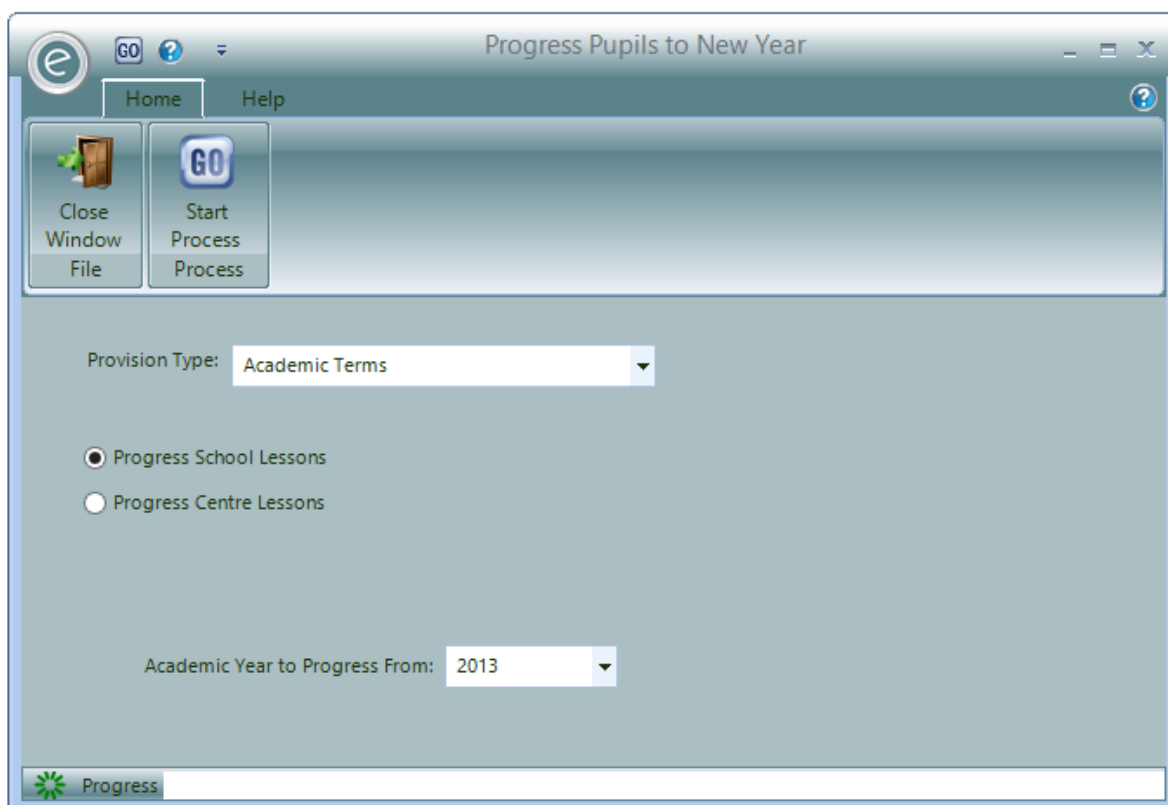 e GO ? Progress Pupils to New Year
Home Help ?
GO
Close Window
Start Process
File Process
Provision Type: Academic Terms
Progress School Lessons
Progress Centre Lessons
Academic Year to Progress From: 2013
Progress